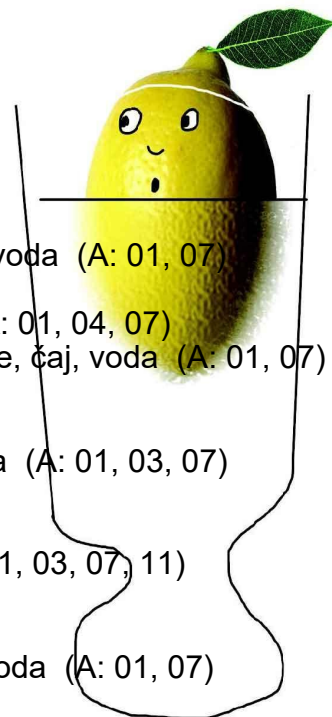 voda (A: 01, 07)
: 01, 04, 07)
e, čaj, voda (A: 01, 07)
a (A: 01, 03, 07)
1, 03, 07, 11)
oda (A: 01, 07)